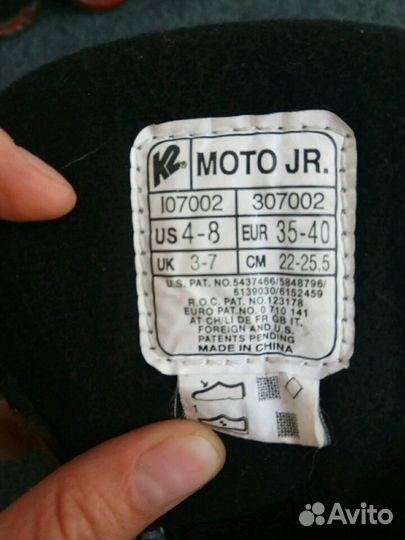 K2® MOTO JR.
107002 307002
US 4-8 EUR 35-40
UK 3-7 CM 22-25.5
U.S. PAT. NO.5437466/5848796/
6139030/6152459
R.O.C. PAT. NO.123178
EURO PAT. NO. 0 710 141
AT CH/LI DE FR GB IT,
FOREIGN AND U.S.
PATENTS PENDING
MADE IN CHINA
1
Avito